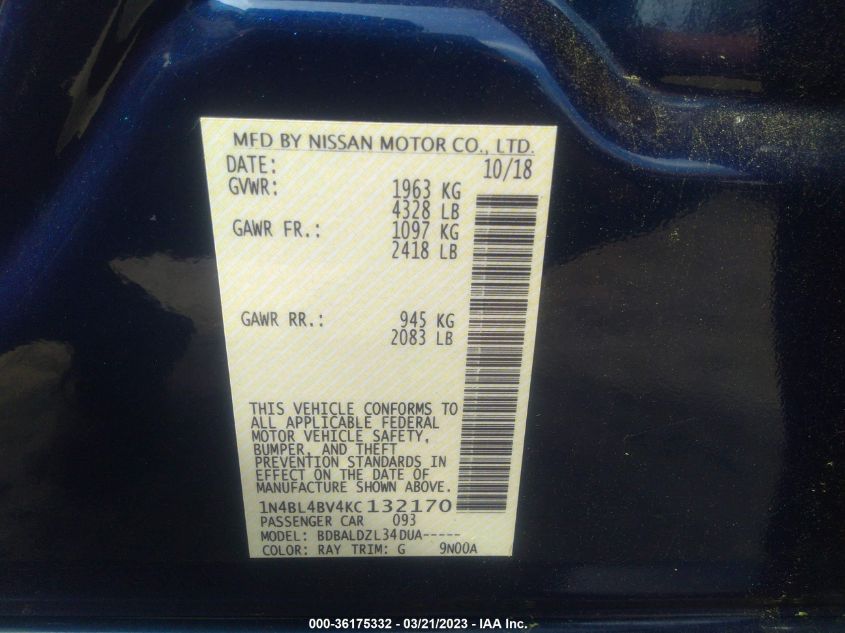 MFD BY NISSAN MOTOR CO., LTD.
DATE: 10/18
GVWR: 1963 KG
4328 LB
GAWR FR.: 1097 KG
2418 LB
GAWR RR.: 945 KG
2083 LB
THIS VEHICLE CONFORMS TO
ALL APPLICABLE FEDERAL
MOTOR VEHICLE SAFETY,
BUMPER, AND THEFT
PREVENTION STANDARDS IN
EFFECT ON THE DATE OF
MANUFACTURE SHOWN ABOVE.
1N4BL4BV4KC132170
PASSENGER CAR 093
MODEL: BDBALDZL34DUA-----
COLOR: RAY TRIM: G 9N00A
000-36175332 - 03/21/2023 - IAA Inc.